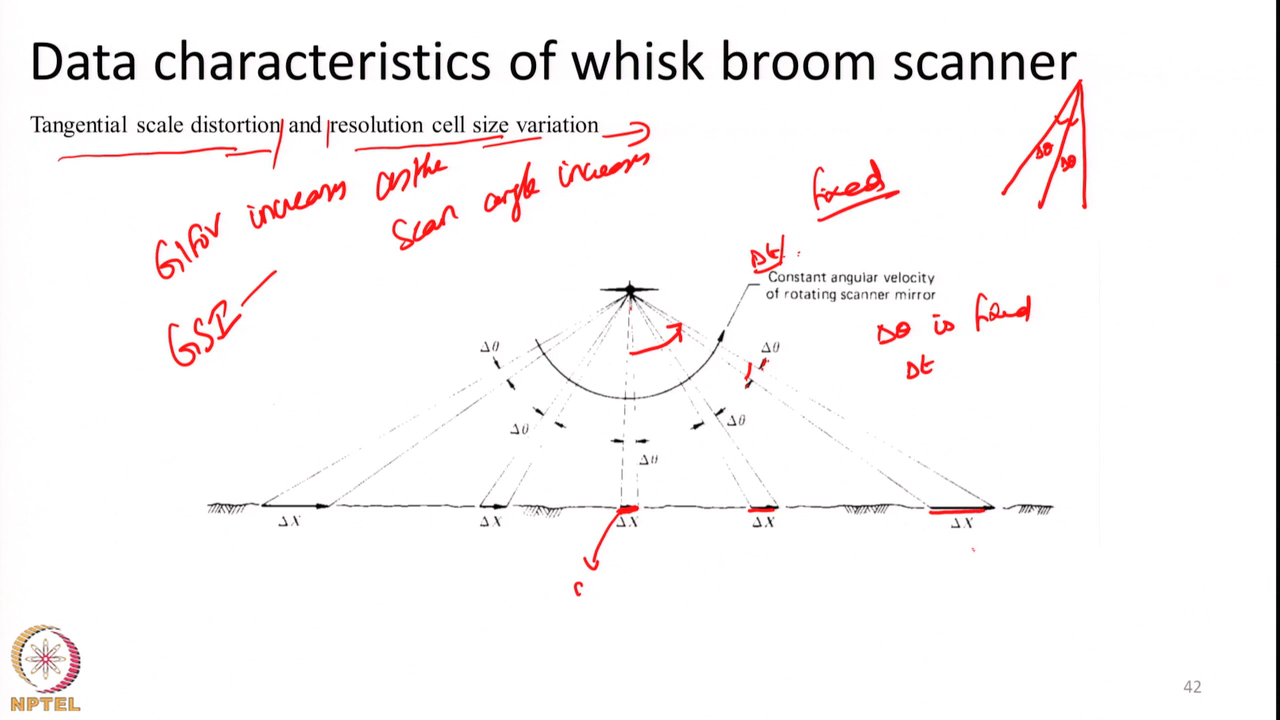 Data characteristics of whisk broom scanner
Tangential scale distortion and resolution cell size variation
GIFOV increases as the
scan angle increases
GSI
fixed
Δθ
Δθ
Δt
Constant angular velocity
of rotating scanner mirror
Δθ is fixed
Δt
Δθ
Δθ
Δθ
Δθ
Δθ
ΔX
ΔX
ΔX
ΔX
ΔX
NPTEL
42